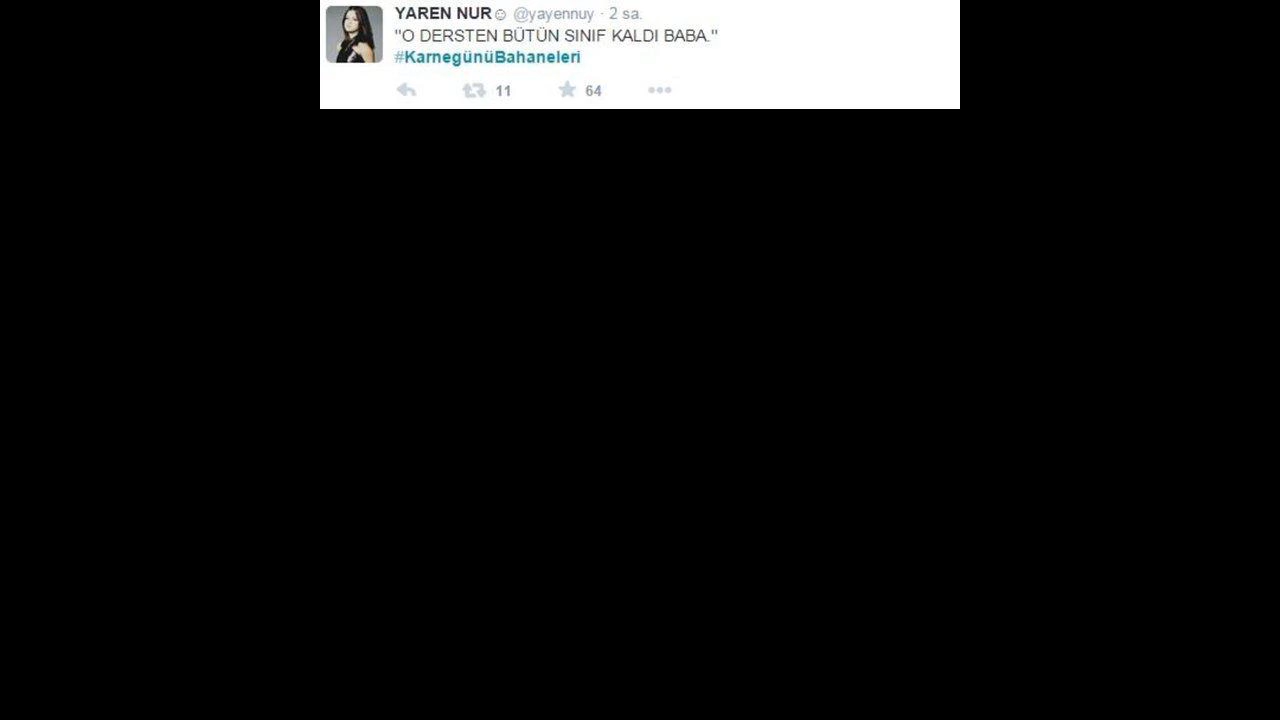 YAREN NUR☺ @yayennuy · 2 sa.
"O DERSTEN BÜTÜN SINIF KALDI BABA."
#KarnegünüBahaneleri
11 64